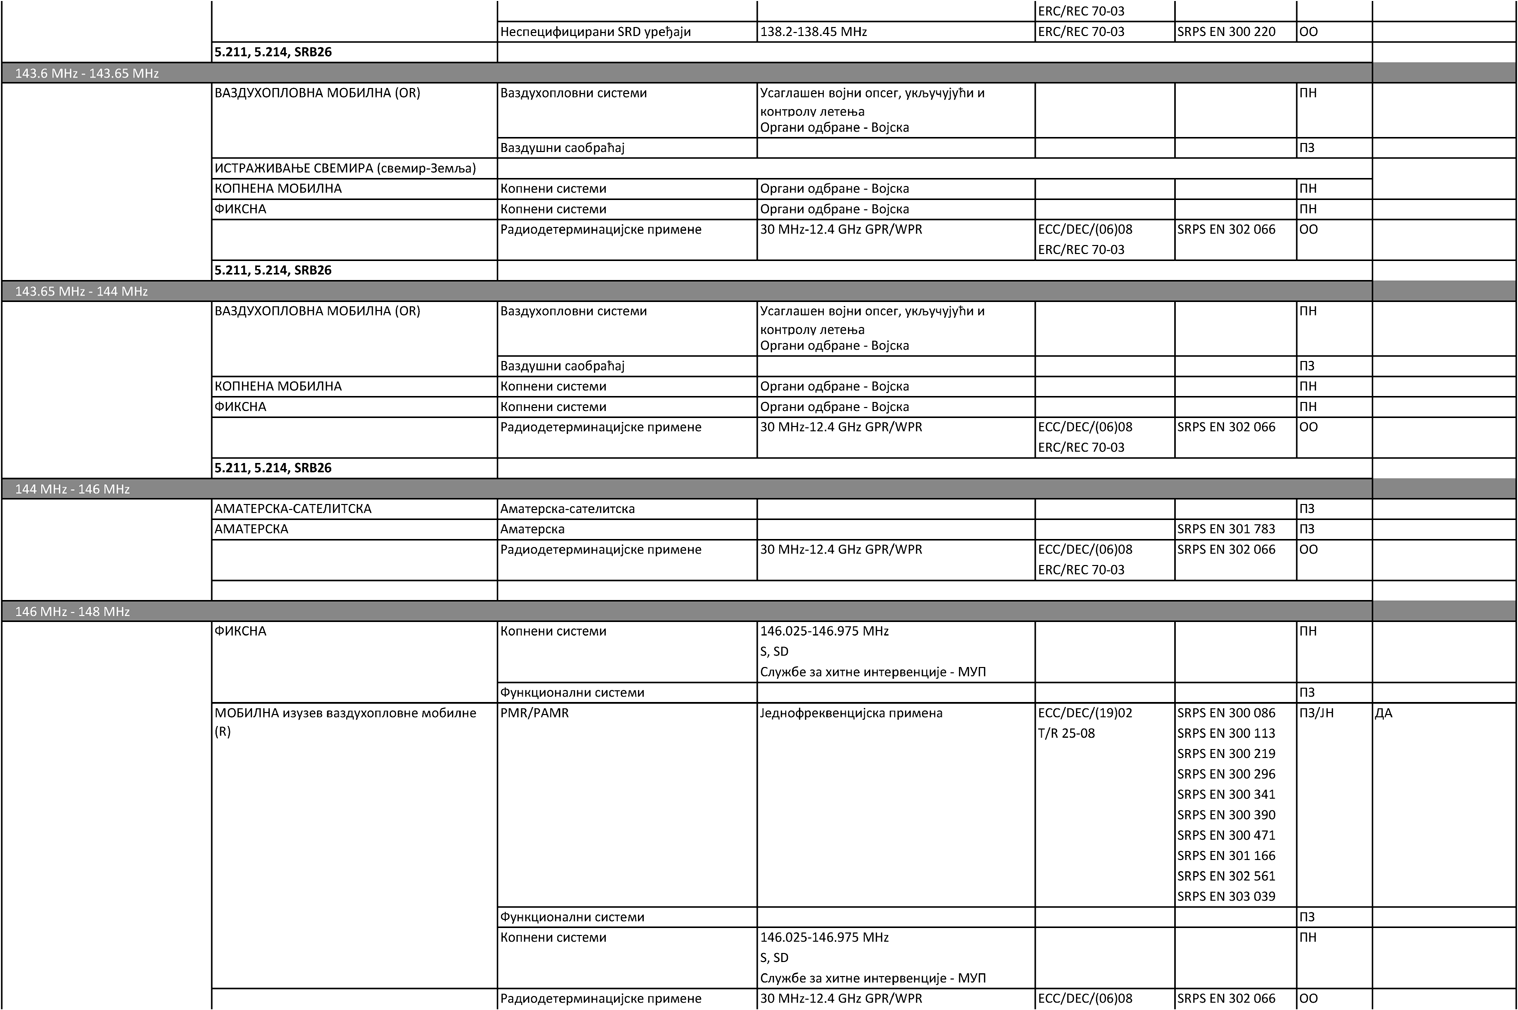 ERC/REC 70-03
Неспецифицирани SRD уређаји 138.2-138.45 MHz ERC/REC 70-03 SRPS EN 300 220 ОО
5.211, 5.214, SRB26
143.6 MHz - 143.65 MHz
ВАЗДУХОПЛОВНА МОБИЛНА (OR) Ваздухопловни системи Усаглашен војни опсег, укључујући и ПН
контролу летења
Органи одбране - Војска
Ваздушни саобраћај ПЗ
ИСТРАЖИВАЊЕ СВЕМИРА (свемир-Земља)
КОПНЕНА МОБИЛНА Копнени системи Органи одбране - Војска ПН
ФИКСНА Копнени системи Органи одбране - Војска ПН
Радиодетерминацијске примене 30 MHz-12.4 GHz GPR/WPR ECC/DEC/(06)08 SRPS EN 302 066 ОО
ERC/REC 70-03
5.211, 5.214, SRB26
143.65 MHz - 144 MHz
ВАЗДУХОПЛОВНА МОБИЛНА (OR) Ваздухопловни системи Усаглашен војни опсег, укључујући и ПН
контролу летења
Органи одбране - Војска
Ваздушни саобраћај ПЗ
КОПНЕНА МОБИЛНА Копнени системи Органи одбране - Војска ПН
ФИКСНА Копнени системи Органи одбране - Војска ПН
Радиодетерминацијске примене 30 MHz-12.4 GHz GPR/WPR ECC/DEC/(06)08 SRPS EN 302 066 ОО
ERC/REC 70-03
5.211, 5.214, SRB26
144 MHz - 146 MHz
АМАТЕРСКА-САТЕЛИТСКА Аматерска-сателитска ПЗ
АМАТЕРСКА Аматерска SRPS EN 301 783 ПЗ
Радиодетерминацијске примене 30 MHz-12.4 GHz GPR/WPR ECC/DEC/(06)08 SRPS EN 302 066 ОО
ERC/REC 70-03
146 MHz - 148 MHz
ФИКСНА Копнени системи 146.025-146.975 MHz ПН
S, SD
Службе за хитне интервенције - МУП
Функционални системи ПЗ
МОБИЛНА изузев ваздухопловне мобилне PMR/PAMR Једнофреквенцијска примена ECC/DEC/(19)02 SRPS EN 300 086 ПЗ/ЈН ДА
(R) T/R 25-08 SRPS EN 300 113
SRPS EN 300 219
SRPS EN 300 296
SRPS EN 300 341
SRPS EN 300 390
SRPS EN 300 471
SRPS EN 301 166
SRPS EN 302 561
SRPS EN 303 039
Функционални системи ПЗ
Копнени системи 146.025-146.975 MHz ПН
S, SD
Службе за хитне интервенције - МУП
Радиодетерминацијске примене 30 MHz-12.4 GHz GPR/WPR ECC/DEC/(06)08 SRPS EN 302 066 ОО